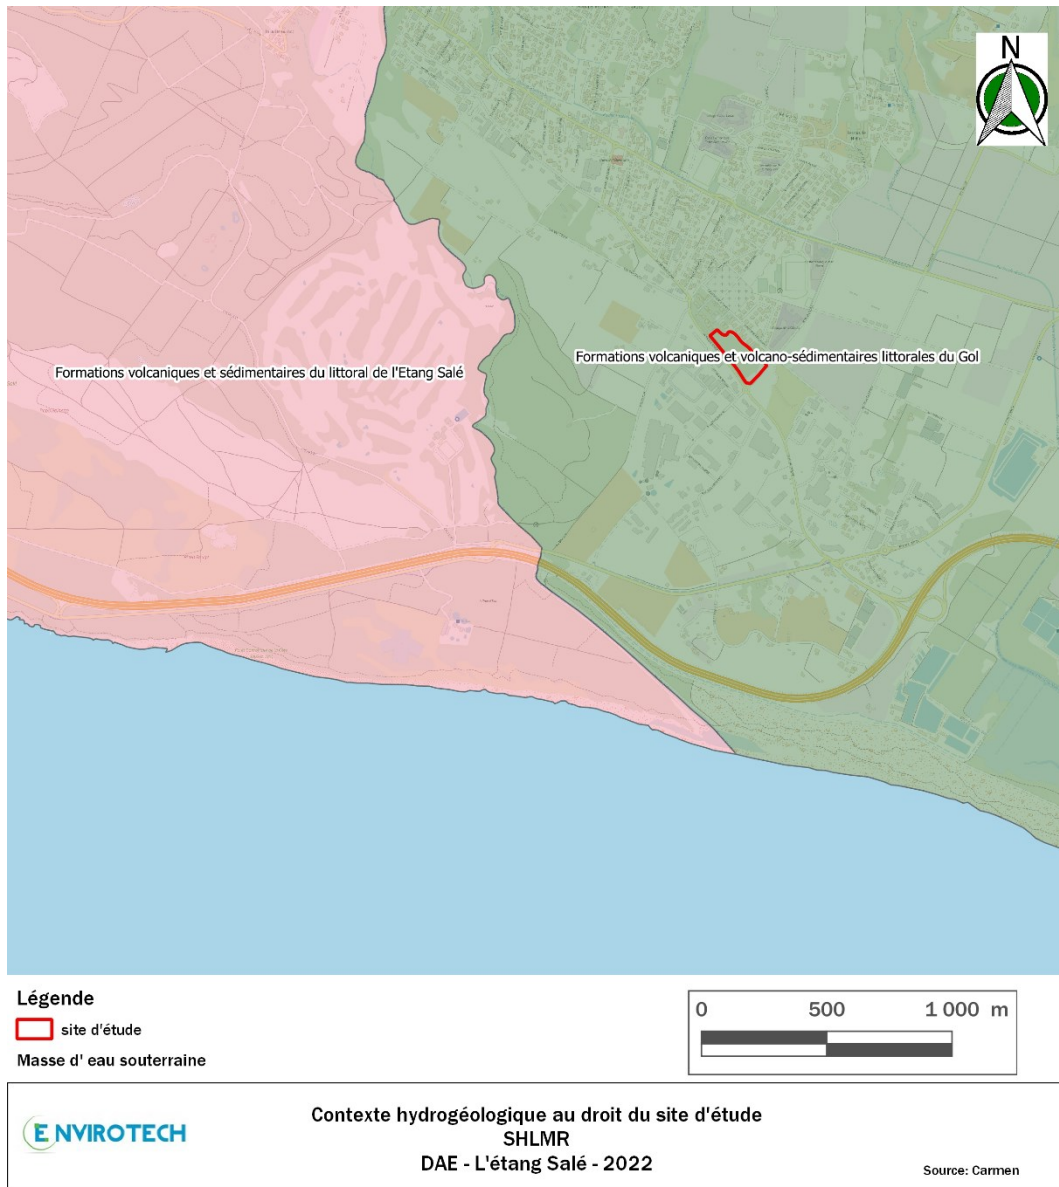 N
Formations volcaniques et volcano-sédimentaires littorales du Gol
Formations volcaniques et sédimentaires du littoral de l'Etang Salé
Légende
site d'étude
Masse d' eau souterraine
0 500 1 000 m
ENVIROTECH
Contexte hydrogéologique au droit du site d'étude
SHLMR
DAE - L'étang Salé - 2022
Source: Carmen